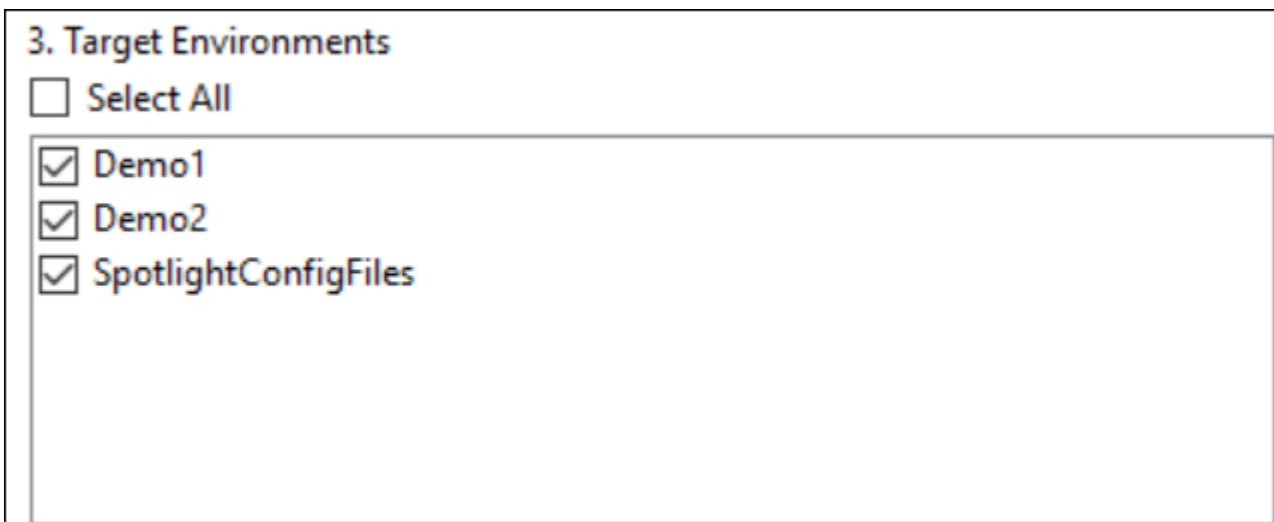 3. Target Environments
Select All
Demo1
Demo2
SpotlightConfigFiles